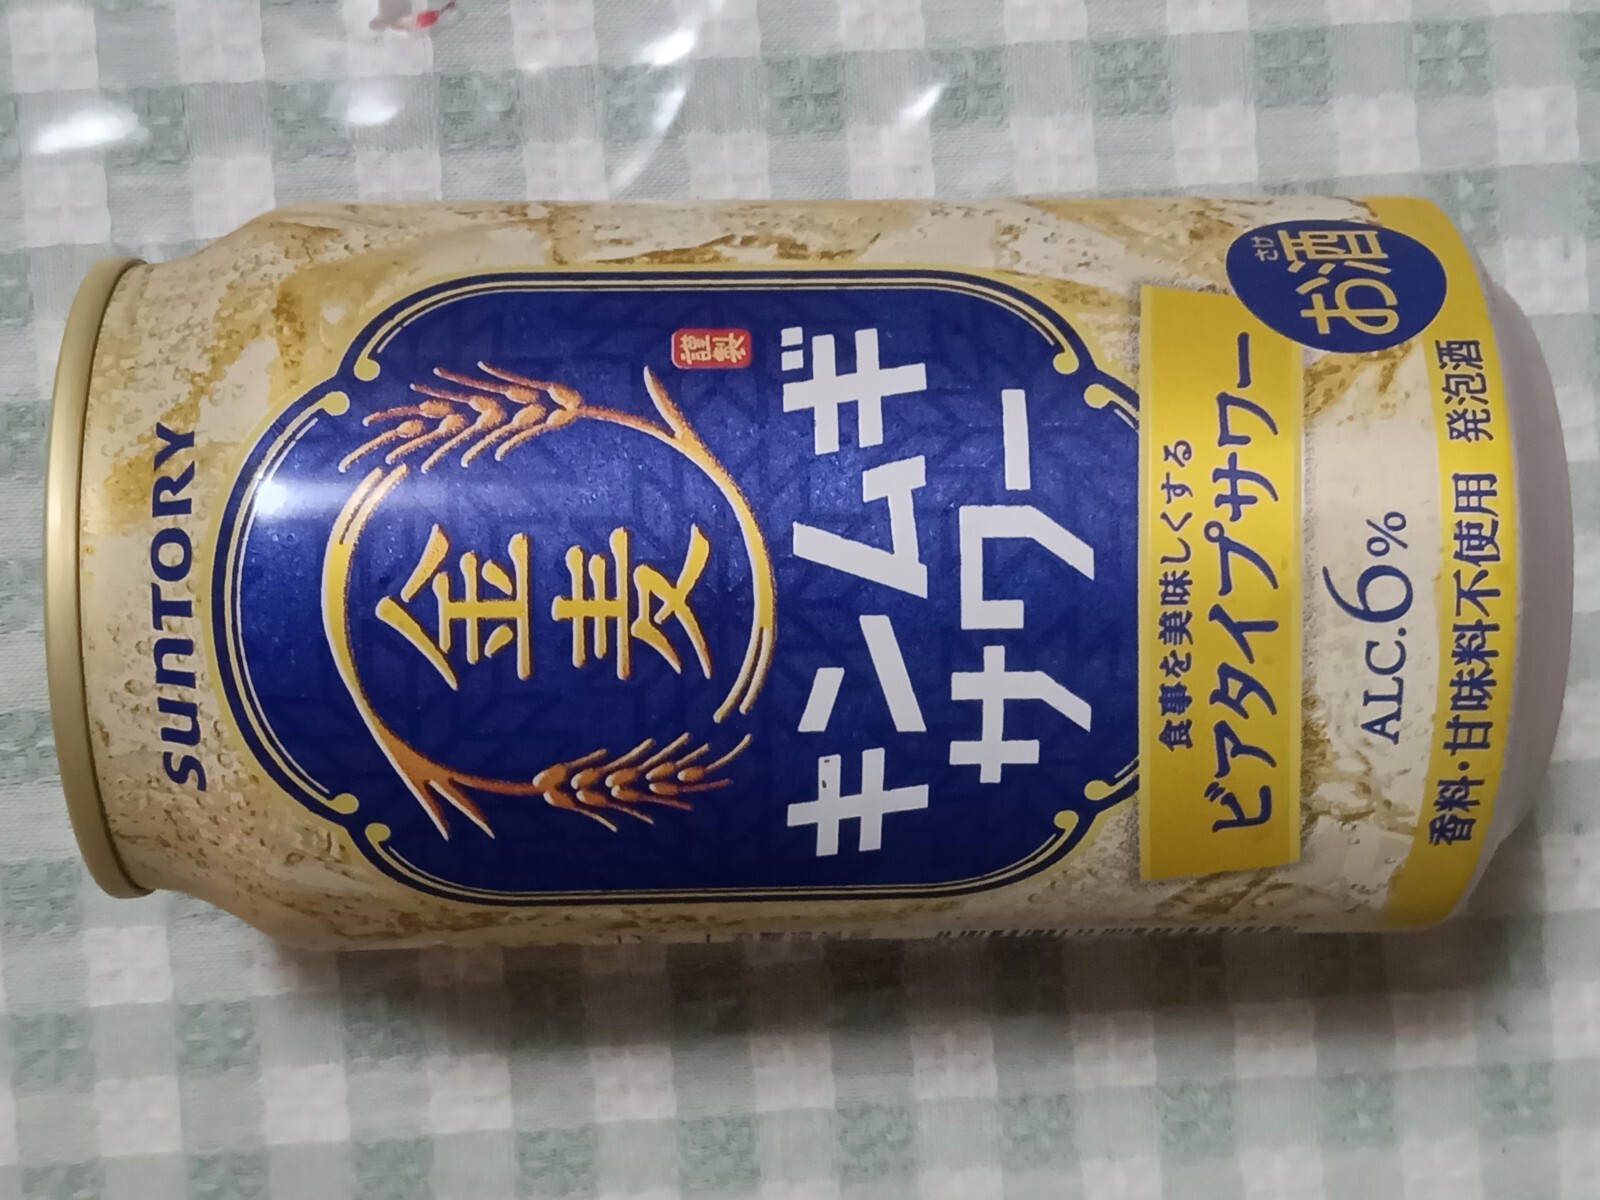 SUNTORY
金麦
謹製
キンムギ
サワー
食事を美味しくする
ビアタイプサワー
お酒
さけ
ALC.6%
香料・甘味料不使用 発泡酒